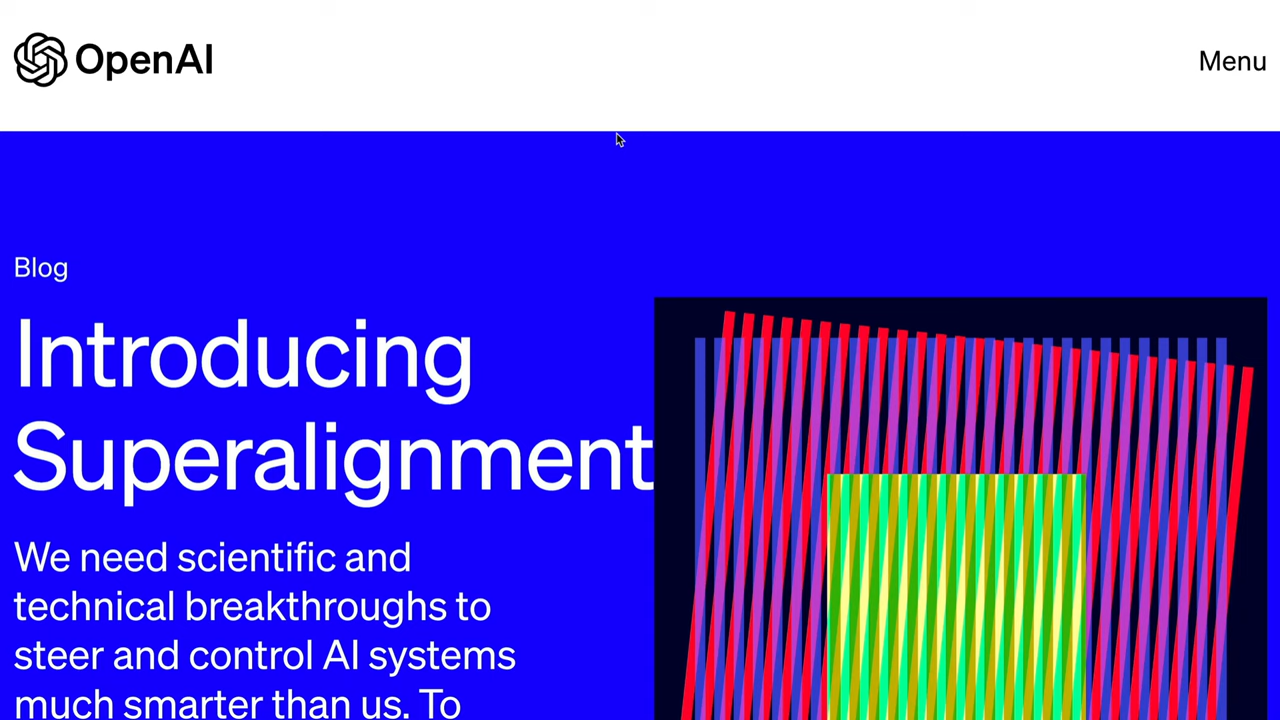 OpenAI
Menu
Blog
Introducing
Superalignment
We need scientific and
technical breakthroughs to
steer and control AI systems
much smarter than us. To